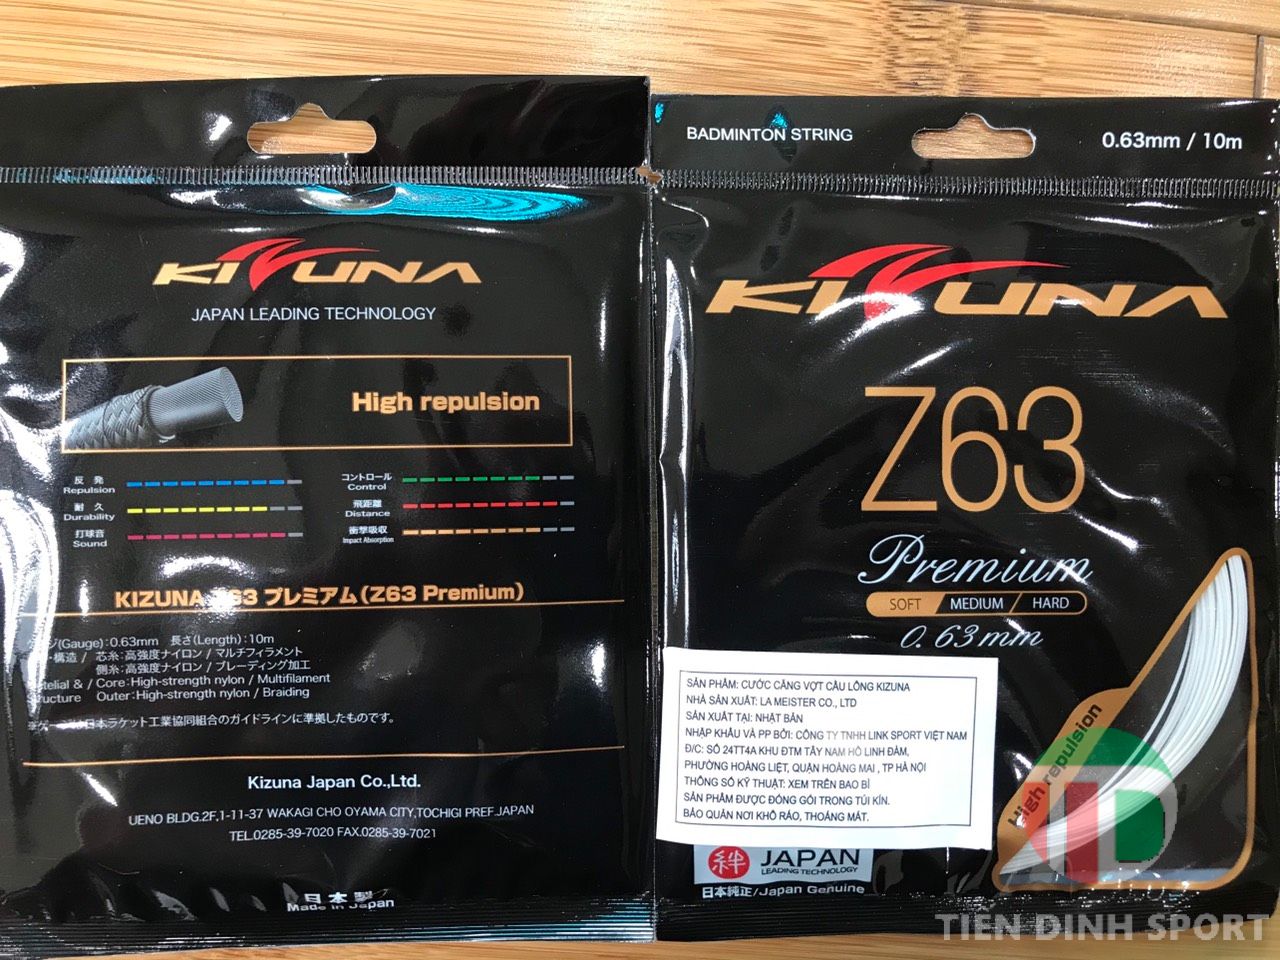 KIZUNA
JAPAN LEADING TECHNOLOGY
High repulsion
反発
Repulsion
耐久
Durability
打球音
Sound
コントロール
Control
飛距離
Distance
衝撃吸収
Impact Absorption
KIZUNA Z63 プレミアム(Z63 Premium)
(Gauge):0.63mm 長さ(Length):10m
構造 / 芯糸:高強度ナイロン / マルチフィラメント
側糸:高強度ナイロン / ブレーディング加工
& / Core:High-strength nylon / Multifilament
Outer:High-strength nylon / Braiding
日本ラケット工業協同組合のガイドラインに準拠したものです。
Kizuna Japan Co.,Ltd.
UENO BLDG.2F,1-11-37 WAKAGI CHO OYAMA CITY,TOCHIGI PREF.JAPAN
TEL.0285-39-7020 FAX.0285-39-7021
日本製
Made in Japan
BADMINTON STRING
0.63mm / 10m
KIZUNA
Z63
Premium
SOFT / MEDIUM / HARD
0.63mm
SẢN PHẨM: CƯỚC CĂNG VỢT CẦU LÔNG KIZUNA
NHÀ SẢN XUẤT: LA MEISTER CO., LTD
SẢN XUẤT TẠI: NHẬT BẢN
NHẬP KHẨU VÀ PP BỞI: CÔNG TY TNHH LINK SPORT VIỆT NAM
Đ/C: SỐ 24TT4A KHU ĐTM TÂY NAM HỒ LINH ĐÀM,
PHƯỜNG HOÀNG LIỆT, QUẬN HOÀNG MAI , TP HÀ NỘI
THÔNG SỐ KỸ THUẬT: XEM TRÊN BAO BÌ
SẢN PHẨM ĐƯỢC ĐÓNG GÓI TRONG TÚI KÍN.
BẢO QUẢN NƠI KHÔ RÁO, THOÁNG MÁT.
High repulsion
絆 JAPAN
LEADING TECHNOLOGY
日本純正/Japan Genuine
TIEN DINH SPORT